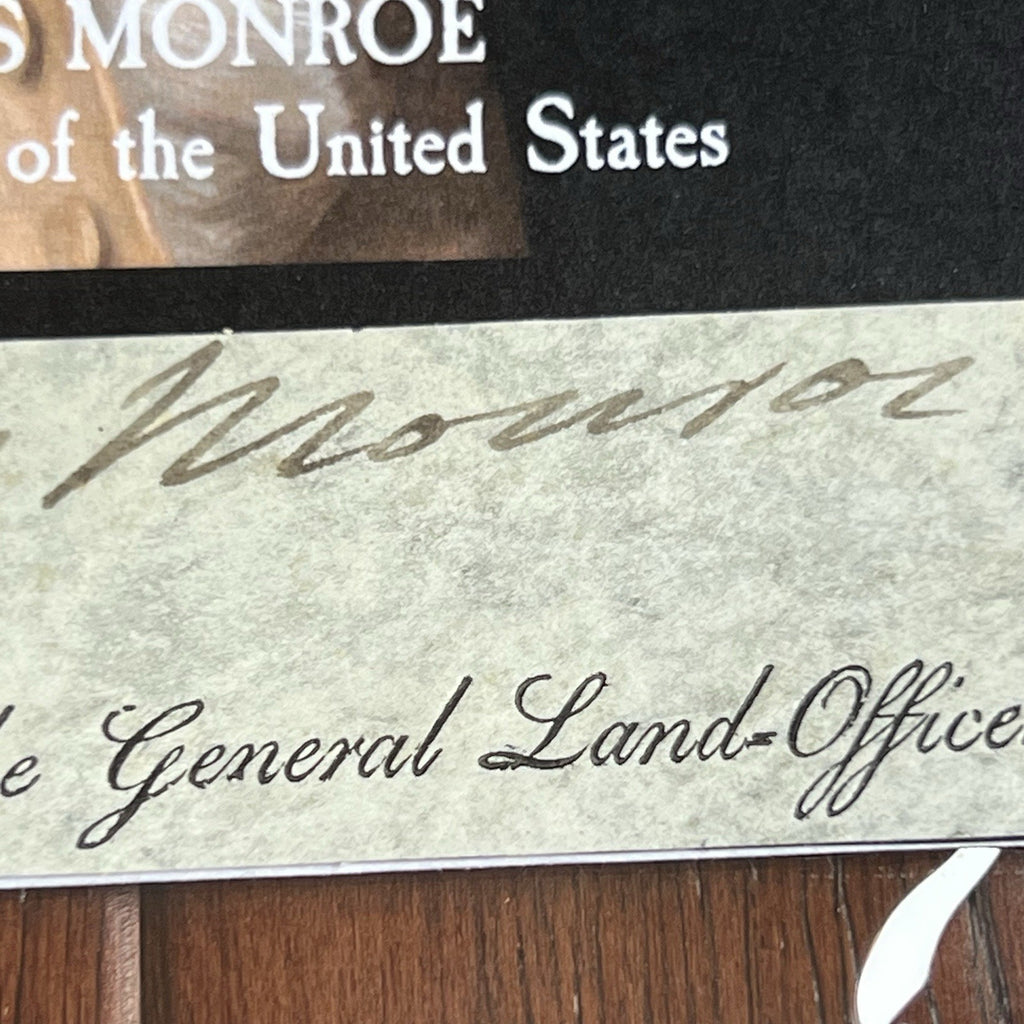 S MONROE
of the United States
Monroe
e General Land-Office